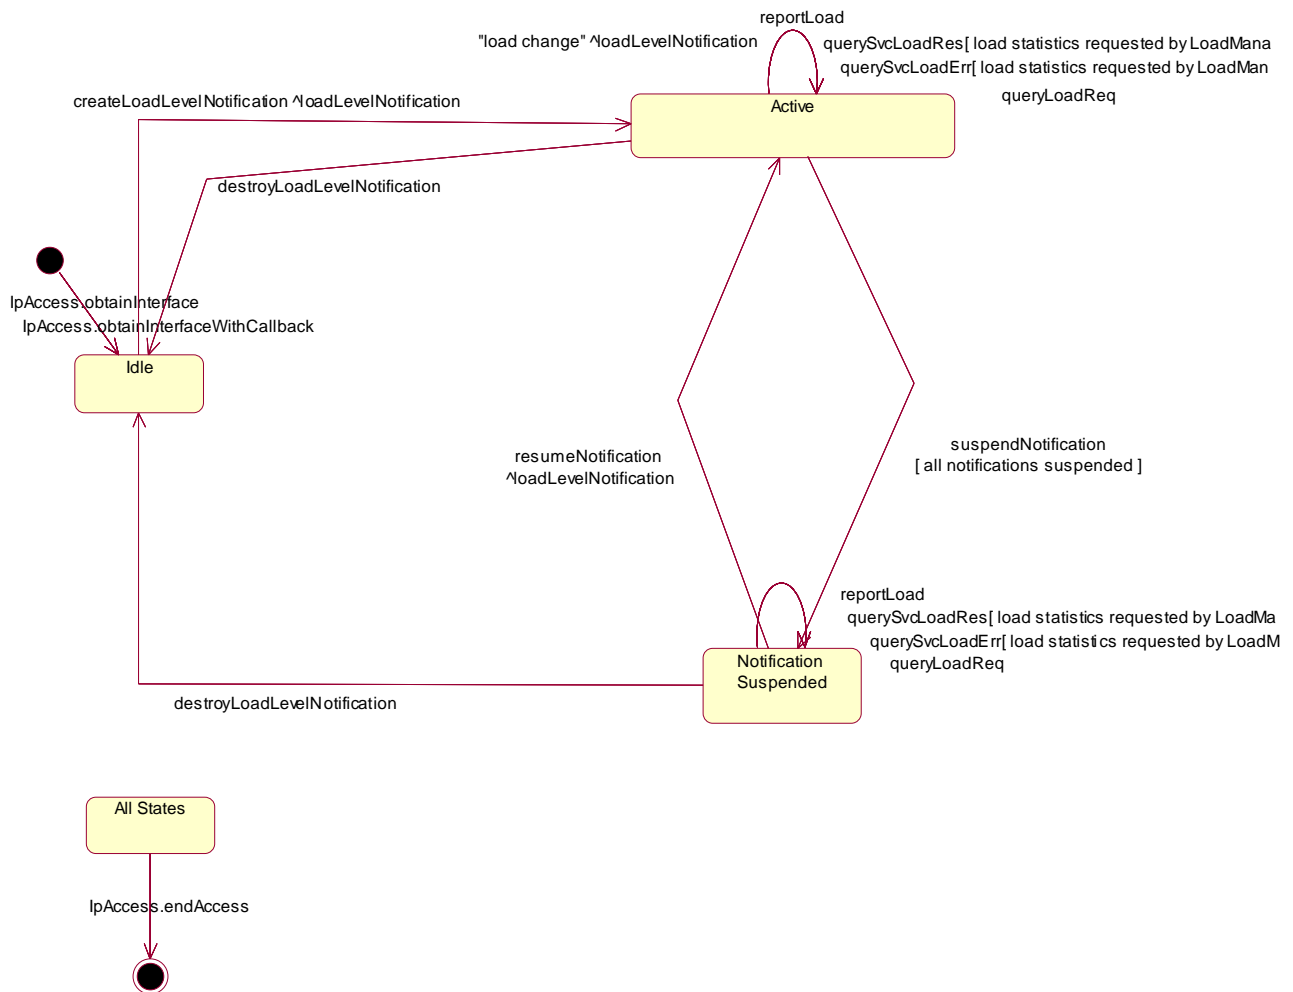 reportLoad
"load change" ^loadLevelNotification
querySvcLoadRes[ load statistics requested by LoadMana
querySvcLoadErr[ load statistics requested by LoadMan
queryLoadReq
Active
createLoadLevelNotification ^loadLevelNotification
destroyLoadLevelNotification
IpAccess.obtainInterface
IpAccess.obtainInterfaceWithCallback
Idle
suspendNotification
[ all notifications suspended ]
resumeNotification
^loadLevelNotification
reportLoad
querySvcLoadRes[ load statistics requested by LoadMa
querySvcLoadErr[ load statistics requested by LoadM
queryLoadReq
Notification
Suspended
destroyLoadLevelNotification
All States
IpAccess.endAccess